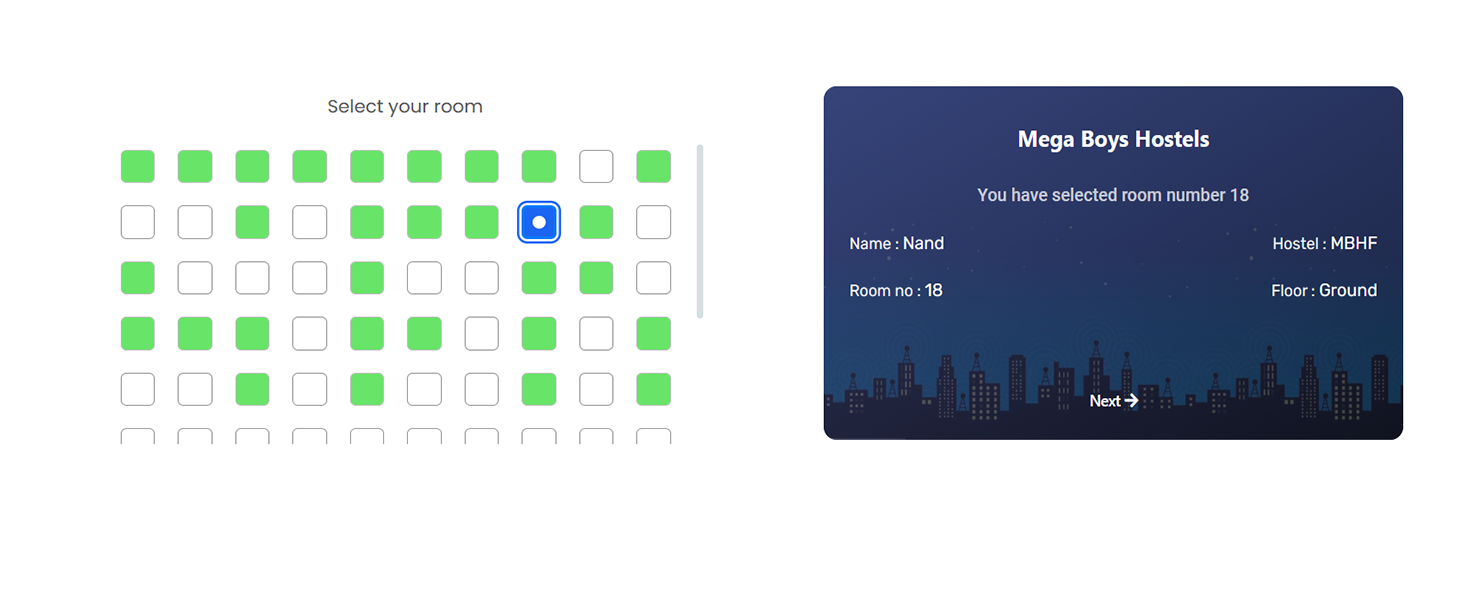 Select your room
Mega Boys Hostels
You have selected room number 18
Name : Nand
Hostel : MBHF
Room no : 18
Floor : Ground
Next →